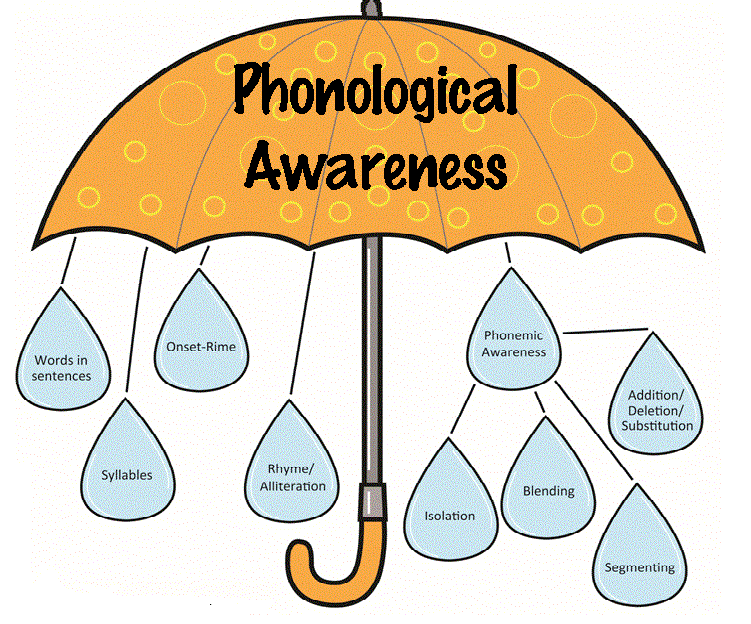 Phonological
Awareness
Words in
sentences
Syllables
Onset-Rime
Rhyme/
Alliteration
Phonemic
Awareness
Isolation
Blending
Segmenting
Addition/
Deletion/
Substitution